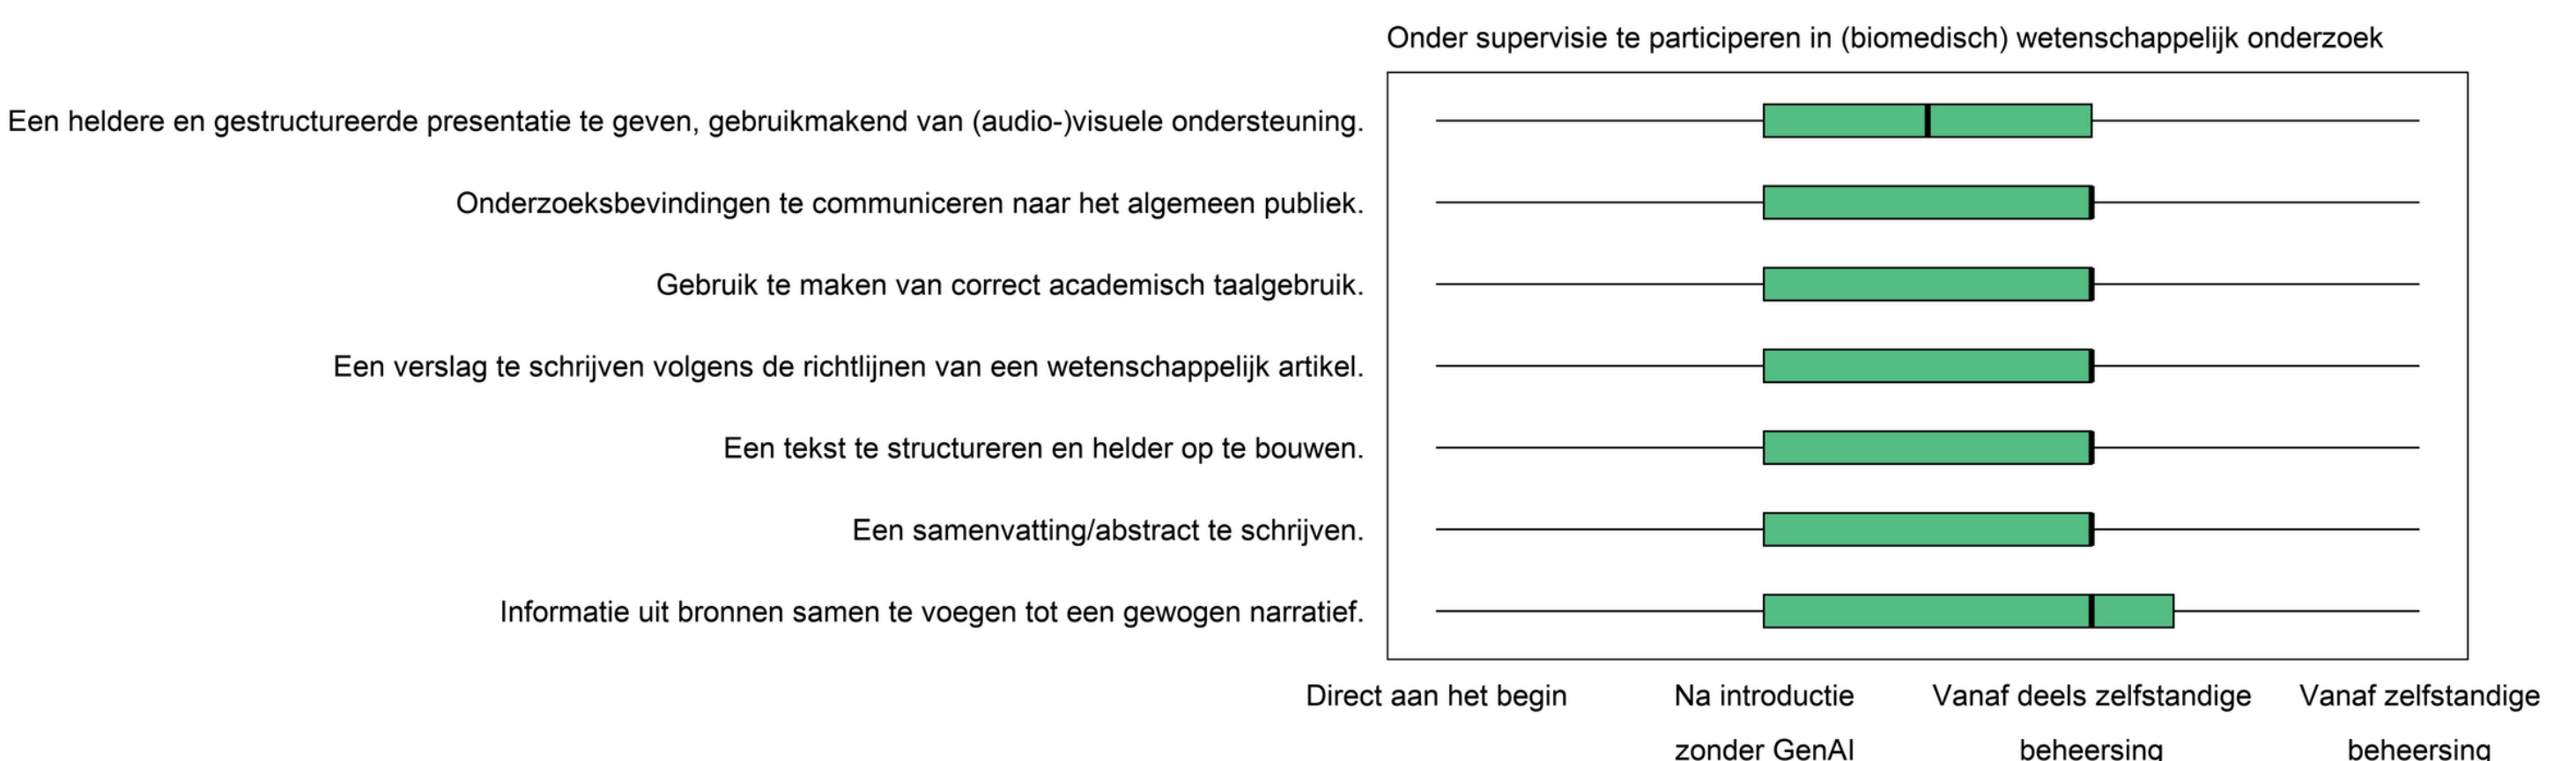 Onder supervisie te participeren in (biomedisch) wetenschappelijk onderzoek
Een heldere en gestructureerde presentatie te geven, gebruikmakend van (audio-)visuele ondersteuning.
Onderzoeksbevindingen te communiceren naar het algemeen publiek.
Gebruik te maken van correct academisch taalgebruik.
Een verslag te schrijven volgens de richtlijnen van een wetenschappelijk artikel.
Een tekst te structureren en helder op te bouwen.
Een samenvatting/abstract te schrijven.
Informatie uit bronnen samen te voegen tot een gewogen narratief.
Direct aan het begin
Na introductie
zonder GenAI
Vanaf deels zelfstandige
beheersing
Vanaf zelfstandige
beheersing